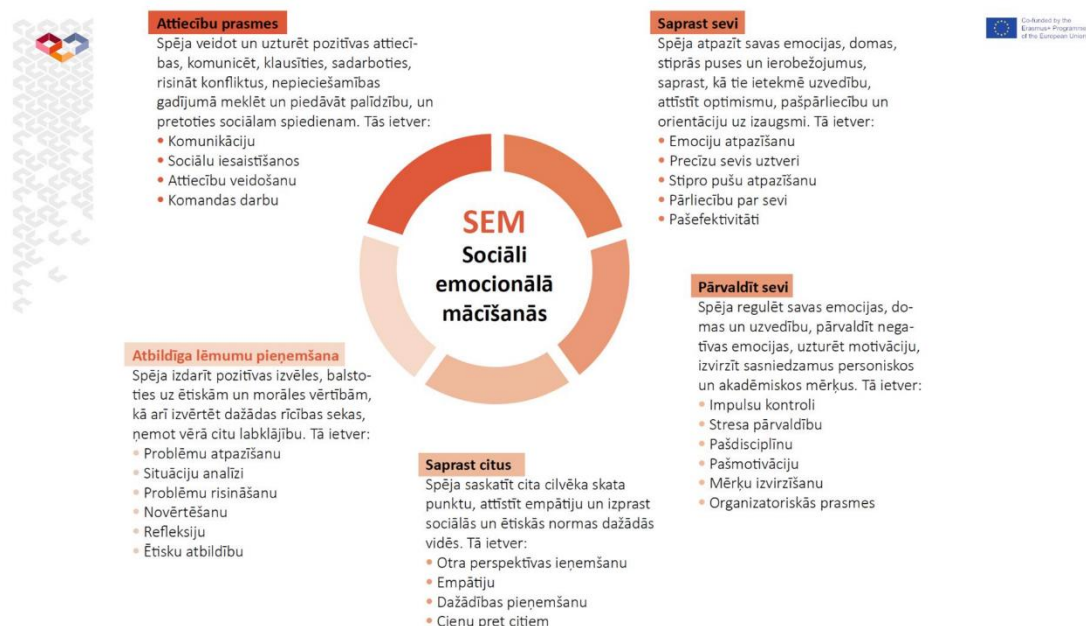 Attiecību prasmes
Spēja veidot un uzturēt pozitīvas attiecī-
bas, komunicēt, klausīties, sadarboties,
risināt konfliktus, nepieciešamības
gadījumā meklēt un piedāvāt palīdzību, un
pretoties sociālam spiedienam. Tās ietver:
• Komunikāciju
• Sociālu iesaistīšanos
• Attiecību veidošanu
• Komandas darbu
Saprast sevi
Spēja atpazīt savas emocijas, domas,
stiprās puses un ierobežojumus,
saprast, kā tie ietekmē uzvedību,
attīstīt optimismu, pašpārliecību un
orientāciju uz izaugsmi. Tā ietver:
• Emociju atpazīšanu
• Precīzu sevis uztveri
• Stipro pušu atpazīšanu
• Pārliecību par sevi
• Pašefektivitāti
Co-funded by the
Erasmus+ Programme
of the European Union
SEM
Sociāli
emocionālā
mācīšanās
Pārvaldīt sevi
Spēja regulēt savas emocijas, do-
mas un uzvedību, pārvaldīt nega-
tīvas emocijas, uzturēt motivāciju,
izvirzīt sasniedzamus personiskos
un akadēmiskos mērķus. Tā ietver:
• Impulsu kontroli
• Stresa pārvaldību
• Pašdisciplīnu
• Pašmotivāciju
• Mērķu izvirzīšanu
• Organizatoriskās prasmes
Atbildīga lēmumu pieņemšana
Spēja izdarīt pozitīvas izvēles, balsto-
ties uz ētiskām un morāles vērtībām,
kā arī izvērtēt dažādas rīcības sekas,
ņemot vērā citu labklājību. Tā ietver:
• Problēmu atpazīšanu
• Situāciju analīzi
• Problēmu risināšanu
• Novērtēšanu
• Refleksiju
• Ētisku atbildību
Saprast citus
Spēja saskatīt cita cilvēka skata
punktu, attīstīt empātiju un izprast
sociālās un ētiskās normas dažādās
vidēs. Tā ietver:
• Otra perspektīvas ieņemšanu
• Empātiju
• Dažādības pieņemšanu
• Cieņu pret citiem